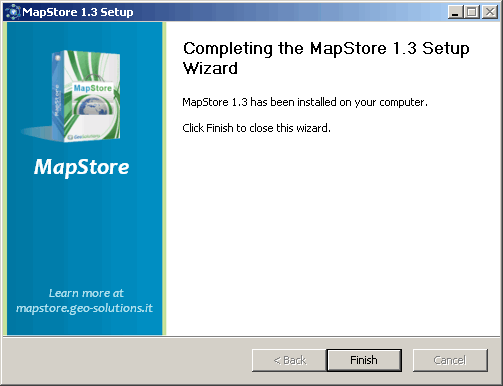 MapStore 1.3 Setup
Completing the MapStore 1.3 Setup
Wizard
MapStore 1.3 has been installed on your computer.
Click Finish to close this wizard.
MapStore
MapStore
GeoSolutions
MapStore
Learn more at
mapstore.geo-solutions.it
< Back
Finish
Cancel